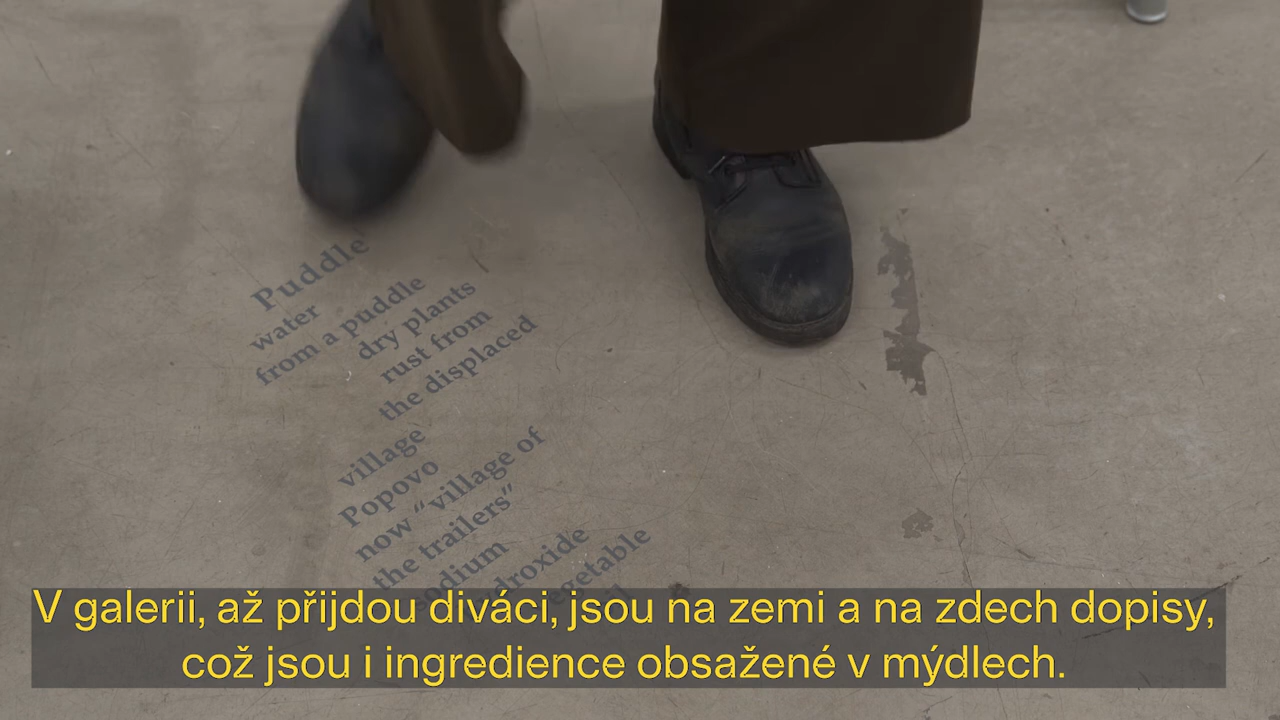 Puddle
water
from a puddle
dry plants
rust from
the displaced
village
Popovo
now “village of
the trailers”
sodium
V galerii, až přijdou diváci, jsou na zemi a na zdech dopisy,
což jsou i ingredience obsažené v mýdlech.